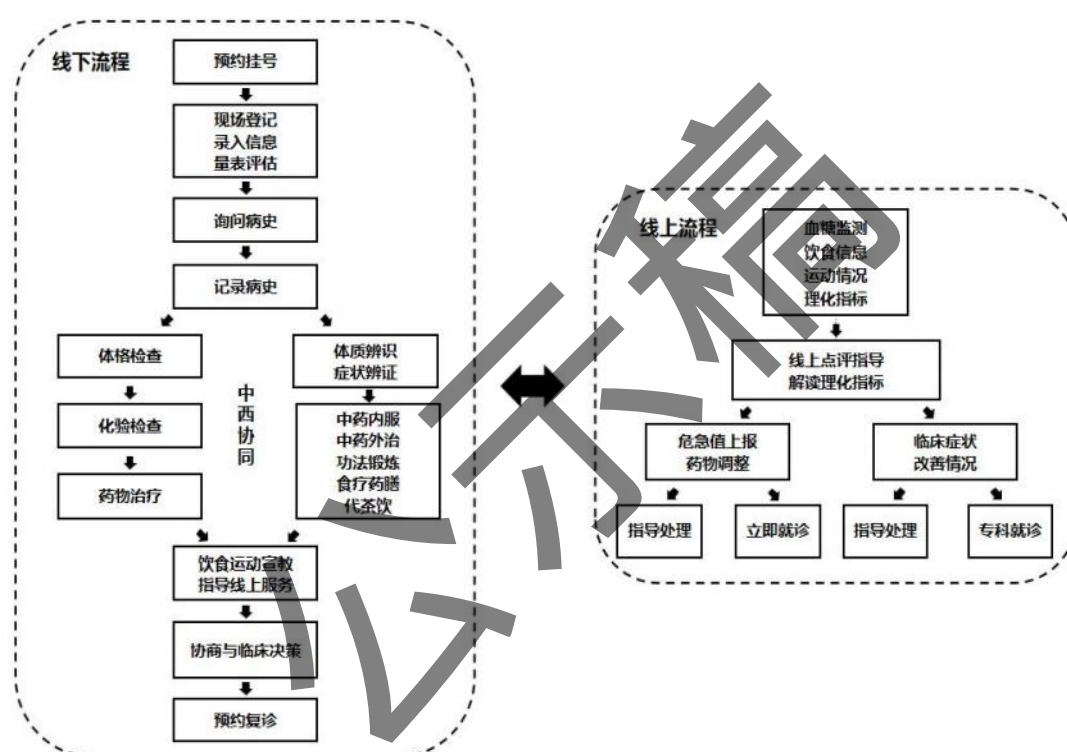 线下流程
预约挂号
现场登记
录入信息
量表评估
询问病史
记录病史
体格检查
化验检查
药物治疗
中
西
协
同
体质辨识
症状辨证
中药内服
中药外治
功法锻炼
食疗药膳
代茶饮
饮食运动宣教
指导线上服务
协商与临床决策
预约复诊
线上流程
血糖监测
饮食信息
运动情况
理化指标
线上点评指导
解读理化指标
危急值上报
药物调整
临床症状
改善情况
指导处理
立即就诊
指导处理
专科就诊
公示稿